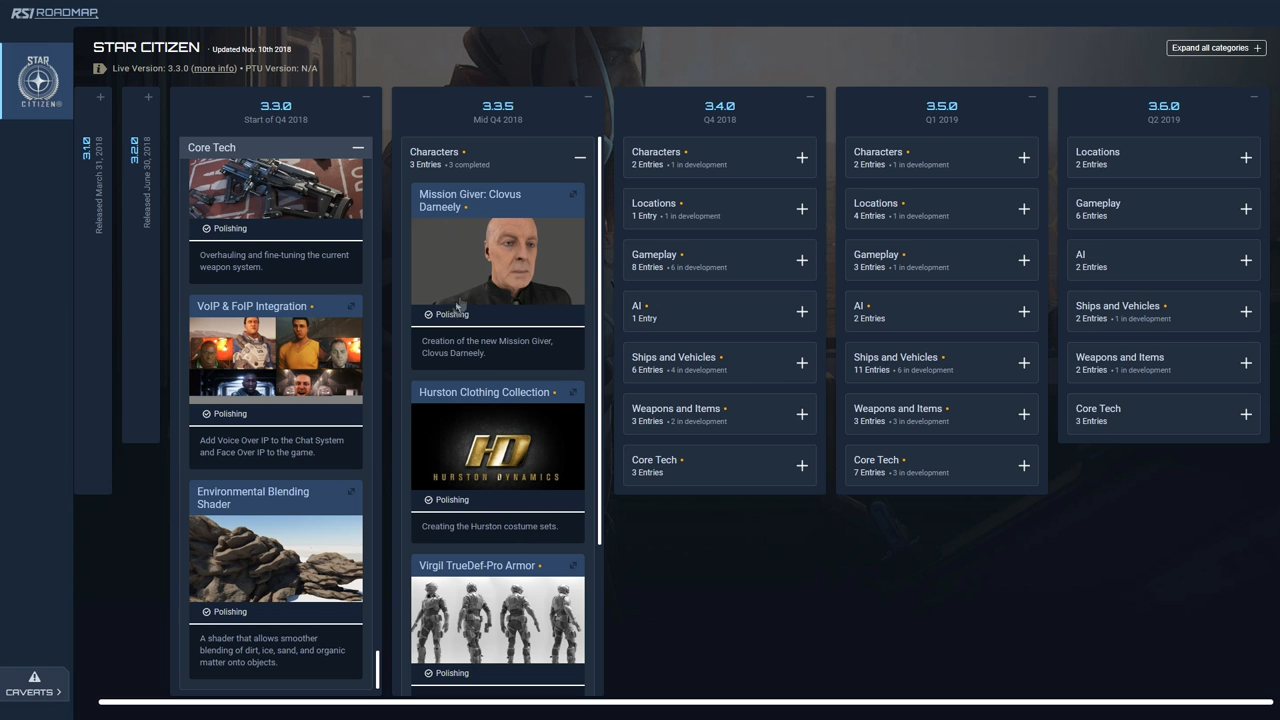 RSI ROADMAP
STAR CITIZEN
STAR CITIZEN · Updated Nov. 10th 2018
Live Version: 3.3.0 (more info) • PTU Version: N/A
Expand all categories +
3.1.0 Released March 31, 2018
3.2.0 Released June 30, 2018
3.3.0
Start of Q4 2018
Core Tech
Polishing
Overhauling and fine-tuning the current
weapon system.
VoIP & FoIP Integration
Polishing
Add Voice Over IP to the Chat System
and Face Over IP to the game.
Environmental Blending
Shader
Polishing
A shader that allows smoother
blending of dirt, ice, sand, and organic
matter onto objects.
3.3.5
Mid Q4 2018
Characters
3 Entries • 3 completed
Mission Giver: Clovus
Darneely
Polishing
Creation of the new Mission Giver,
Clovus Darneely.
Hurston Clothing Collection
HD
HURSTON DYNAMICS
Polishing
Creating the Hurston costume sets.
Virgil TrueDef-Pro Armor
Polishing
3.4.0
Q4 2018
Characters
2 Entries • 1 in development
Locations
1 Entry • 1 in development
Gameplay
8 Entries • 6 in development
AI
1 Entry
Ships and Vehicles
6 Entries • 4 in development
Weapons and Items
3 Entries • 2 in development
Core Tech
3 Entries
3.5.0
Q1 2019
Characters
2 Entries • 1 in development
Locations
4 Entries • 1 in development
Gameplay
3 Entries • 1 in development
AI
2 Entries
Ships and Vehicles
11 Entries • 6 in development
Weapons and Items
3 Entries • 3 in development
Core Tech
7 Entries • 3 in development
3.6.0
Q2 2019
Locations
2 Entries
Gameplay
6 Entries
AI
2 Entries
Ships and Vehicles
2 Entries • 1 in development
Weapons and Items
2 Entries • 1 in development
Core Tech
3 Entries
CAVEATS >